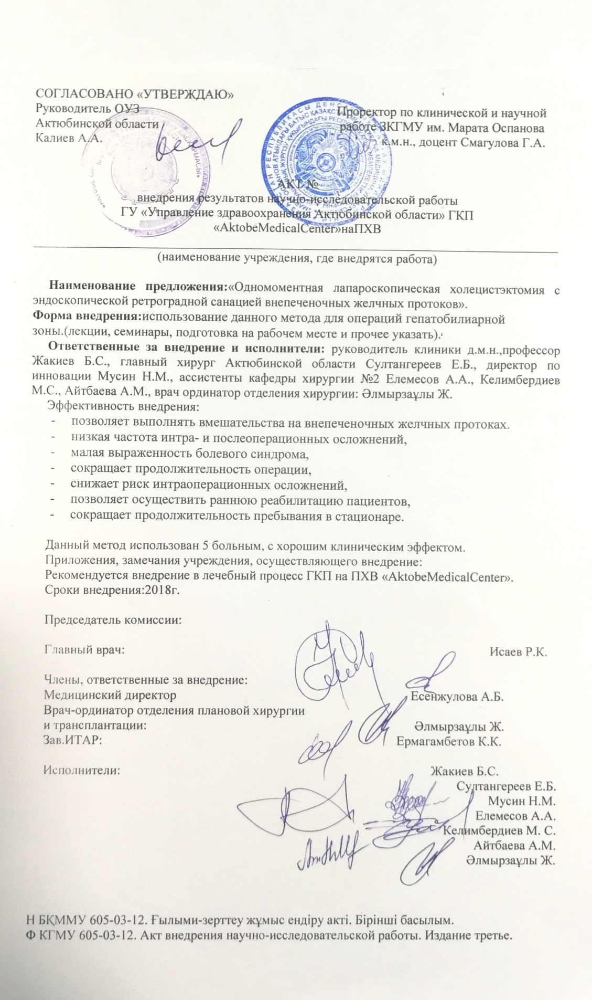 СОГЛАСОВАНО «УТВЕРЖДАЮ»
Руководитель ОУЗ
Проректор по клинической и научной
Актюбинской области
работе ЗКГМУ им. Марата Оспанова
Калиев А.А.
к.м.н., доцент Смагулова Г.А.
АКТ №
внедрения результатов научно-исследовательской работы
ГУ «Управление здравоохранения Актюбинской области» ГКП
«AktobeMedicalCenter»наПХВ
(наименование учреждения, где внедрятся работа)
Наименование предложения:«Одномоментная лапароскопическая холецистэктомия с
эндоскопической ретроградной санацией внепеченочных желчных протоков».
Форма внедрения:использование данного метода для операций гепатобилиарной
зоны.(лекции, семинары, подготовка на рабочем месте и прочее указать).
Ответственные за внедрение и исполнители: руководитель клиники д.м.н.,профессор
Жакиев Б.С., главный хирург Актюбинской области Султангереев Е.Б., директор по
инновации Мусин Н.М., ассистенты кафедры хирургии №2 Елемесов А.А., Келимбердиев
М.С., Айтбаева А.М., врач ординатор отделения хирургии: Әлмырзаұлы Ж.
Эффективность внедрения:
- позволяет выполнять вмешательства на внепеченочных желчных протоках.
- низкая частота интра- и послеоперационных осложнений,
- малая выраженность болевого синдрома,
- сокращает продолжительность операции,
- снижает риск интраоперационных осложнений,
- позволяет осуществить раннюю реабилитацию пациентов,
- сокращает продолжительность пребывания в стационаре.
Данный метод использован 5 больным, с хорошим клиническим эффектом.
Приложения, замечания учреждения, осуществляющего внедрение:
Рекомендуется внедрение в лечебный процесс ГКП на ПХВ «AktobeMedicalCenter».
Сроки внедрения:2018г.
Председатель комиссии:
Главный врач: Исаев Р.К.
Члены, ответственные за внедрение:
Медицинский директор Есенжулова А.Б.
Врач-ординатор отделения плановой хирургии
и трансплантации: Әлмырзаұлы Ж.
Зав.ИТАР: Ермагамбетов К.К.
Исполнители: Жакиев Б.С.
Султангереев Е.Б.
Мусин Н.М.
Елемесов А.А.
Келимбердиев М. С.
Айтбаева А.М.
Әлмырзаұлы Ж.
Н БҚММУ 605-03-12. Ғылыми-зерттеу жұмыс ендіру акті. Бірінші басылым.
Ф КГМУ 605-03-12. Акт внедрения научно-исследовательской работы. Издание третье.